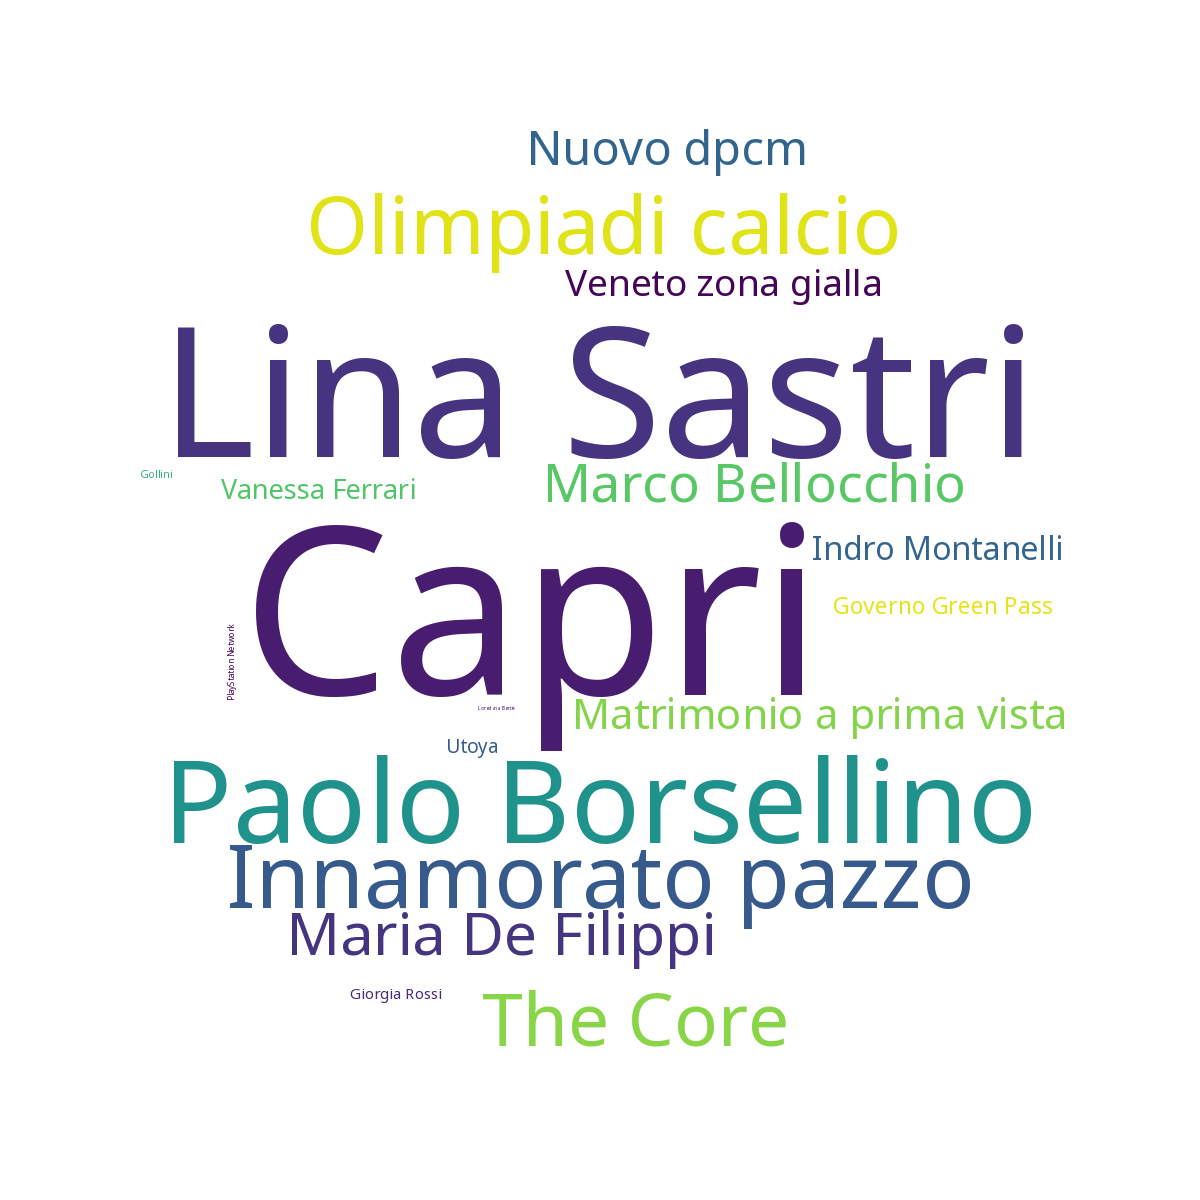 Nuovo dpcm
Olimpiadi calcio
Veneto zona gialla
Lina Sastri
Gollini
Vanessa Ferrari
Marco Bellocchio
Capri
Indro Montanelli
Governo Green Pass
PlayStation Network
Loredana Bertè
Matrimonio a prima vista
Utoya
Paolo Borsellino
Innamorato pazzo
Maria De Filippi
Giorgia Rossi
The Core